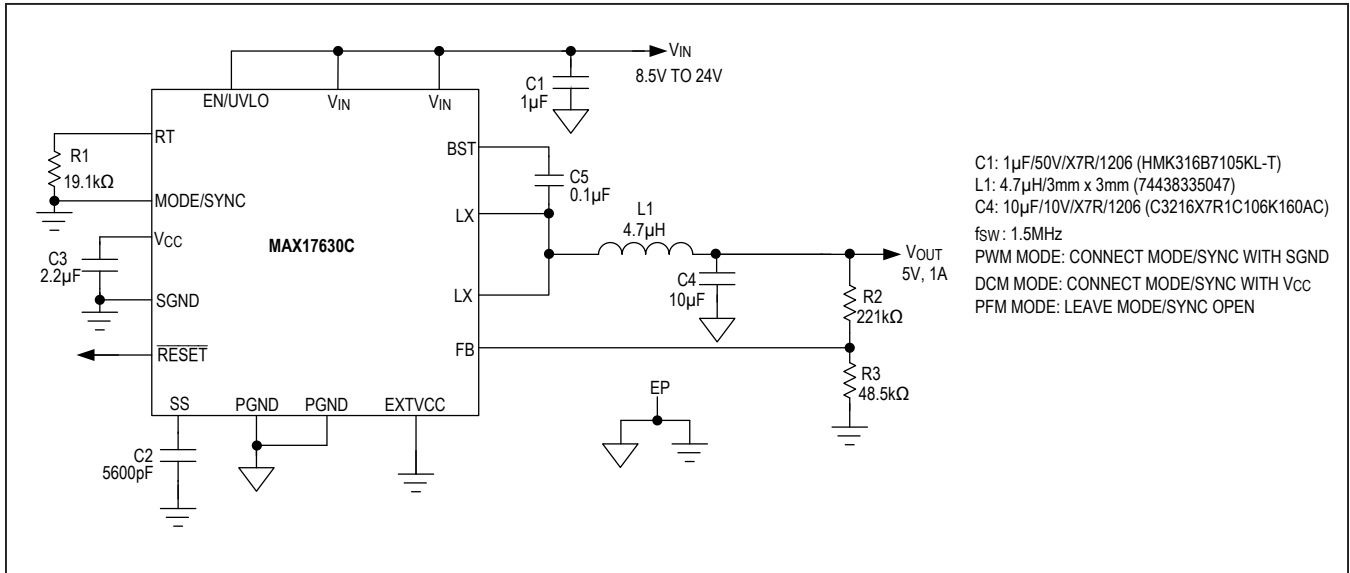 VIN
8.5V TO 24V
C1
1µF
EN/UVLO
VIN
VIN
RT
R1
19.1kΩ
MODE/SYNC
VCC
C3
2.2µF
SGND
RESET
MAX17630C
BST
C5
0.1µF
LX
L1
4.7µH
LX
C4
10µF
VOUT
5V, 1A
R2
221kΩ
FB
R3
48.5kΩ
SS
PGND
PGND
EXTVCC
C2
5600pF
EP
C1: 1µF/50V/X7R/1206 (HMK316B7105KL-T)
L1: 4.7µH/3mm x 3mm (74438335047)
C4: 10µF/10V/X7R/1206 (C3216X7R1C106K160AC)
fSW : 1.5MHz
PWM MODE: CONNECT MODE/SYNC WITH SGND
DCM MODE: CONNECT MODE/SYNC WITH VCC
PFM MODE: LEAVE MODE/SYNC OPEN